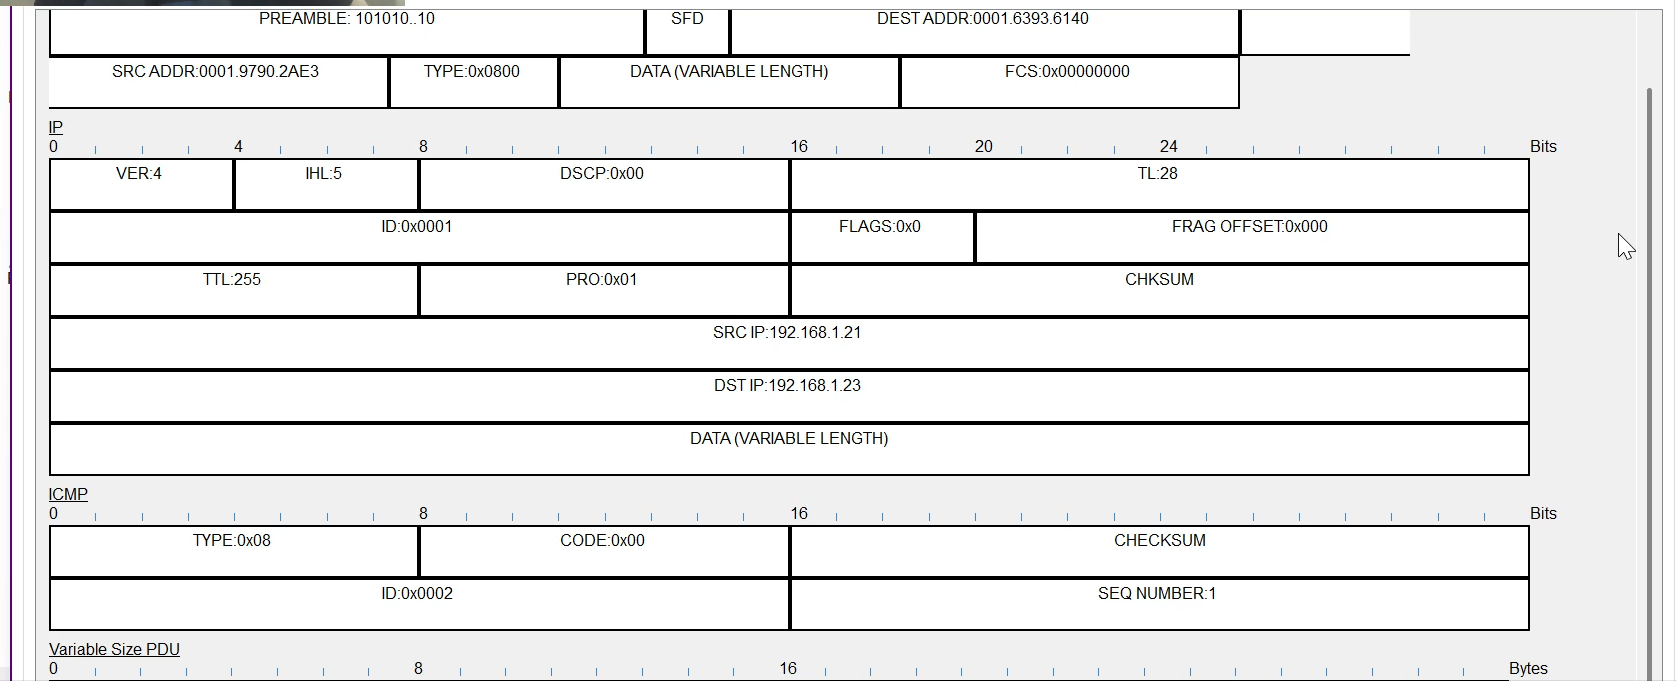 PREAMBLE: 101010..10 SFD DEST ADDR:0001.6393.6140
SRC ADDR:0001.9790.2AE3 TYPE:0x0800 DATA (VARIABLE LENGTH) FCS:0x00000000
IP
0 4 8 16 20 24 Bits
VER:4 IHL:5 DSCP:0x00 TL:28
ID:0x0001 FLAGS:0x0 FRAG OFFSET:0x000
TTL:255 PRO:0x01 CHKSUM
SRC IP:192.168.1.21
DST IP:192.168.1.23
DATA (VARIABLE LENGTH)
ICMP
0 8 16 Bits
TYPE:0x08 CODE:0x00 CHECKSUM
ID:0x0002 SEQ NUMBER:1
Variable Size PDU
0 8 16 Bytes